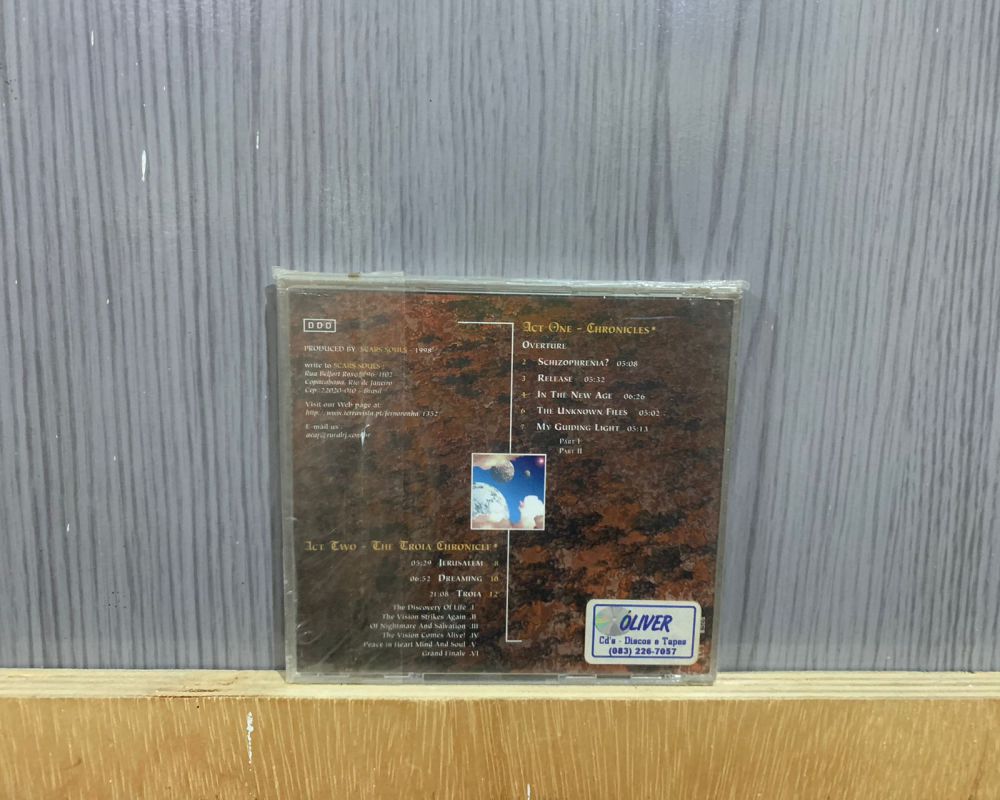 DDD
PRODUCED BY SCARS SOULS - 1998
write to SCARS SOULS:
Copacabana, Rio de Janeiro
Cep.:22020-010 - Brasil
Visit our Web page at:
E-mail us:
Act One - Chronicles*
Overture
2 Schizophrenia? 05:08
3 Release 05:32
4 In The New Age 06:26
6 The Unknown Files 05:02
7 My Guiding Light 05:13
Part I
Part II
Act Two - The Troia Chronicle*
05:29 Jerusalem 8
06:52 Dreaming 10
21:08 Troia 12
The Discovery Of Life .I
The Vision Strikes Again .II
Of Nightmare And Salvation .III
The Vision Comes Alive! .IV
Peace in Heart Mind And Soul .V
Grand Finale .VI
ÓLIVER
Cd's - Discos e Tapes
(083) 226-7057